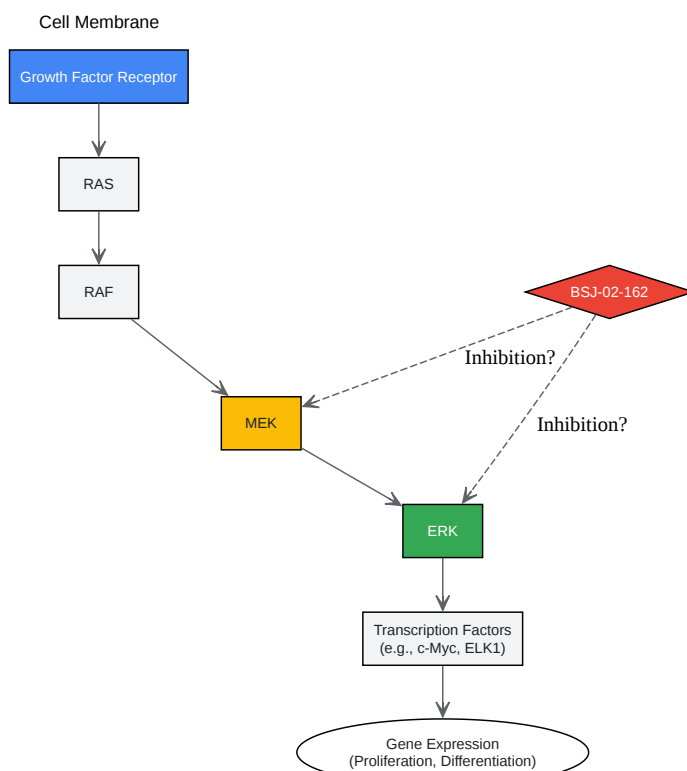 Cell Membrane
Growth Factor Receptor
RAS
RAF
BSJ-02-162
Inhibition?
MEK
Inhibition?
ERK
Transcription Factors
(e.g., c-Myc, ELK1)
Gene Expression
(Proliferation, Differentiation)